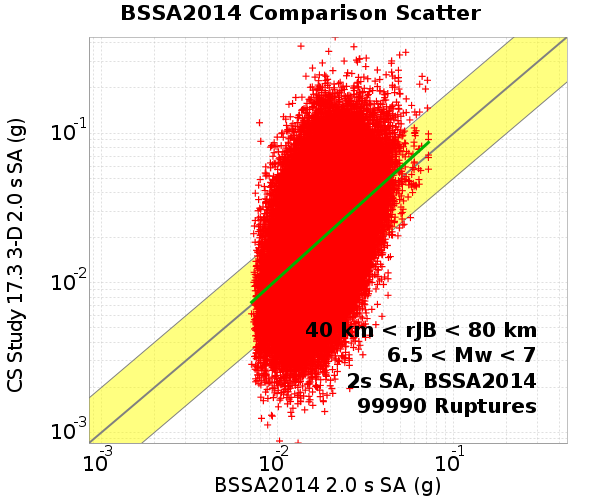 BSSA2014 Comparison Scatter
CS Study 17.3 3-D 2.0 s SA (g)
10-1
10-2
10-3
40 km < rJB < 80 km
6.5 < Mw < 7
2s SA, BSSA2014
99990 Ruptures
10-3
10-2
10-1
BSSA2014 2.0 s SA (g)